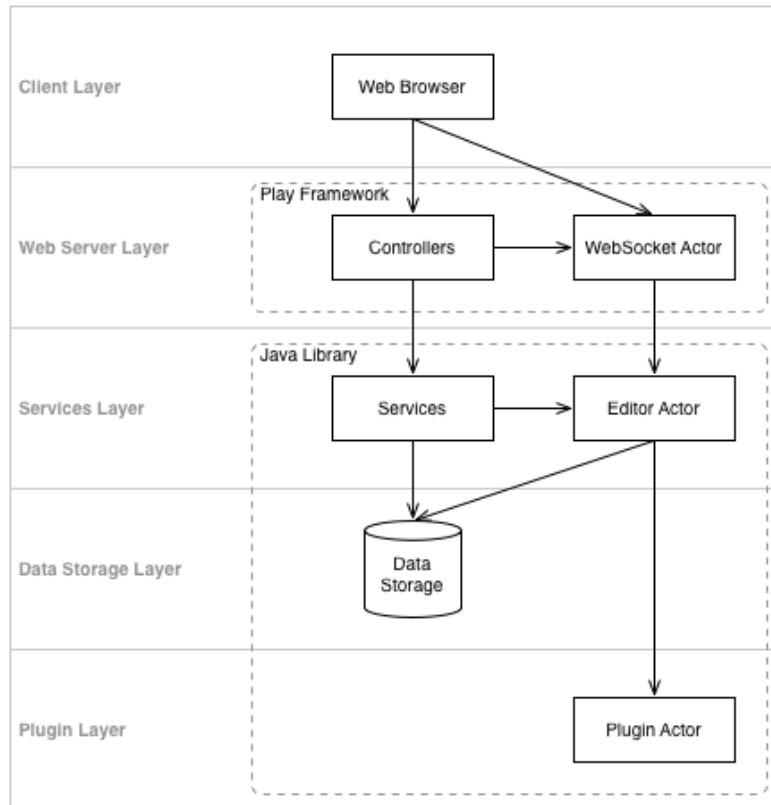 Client Layer
Web Browser
Play Framework
Web Server Layer
Controllers
WebSocket Actor
Java Library
Services Layer
Services
Editor Actor
Data Storage Layer
Data
Storage
Plugin Layer
Plugin Actor